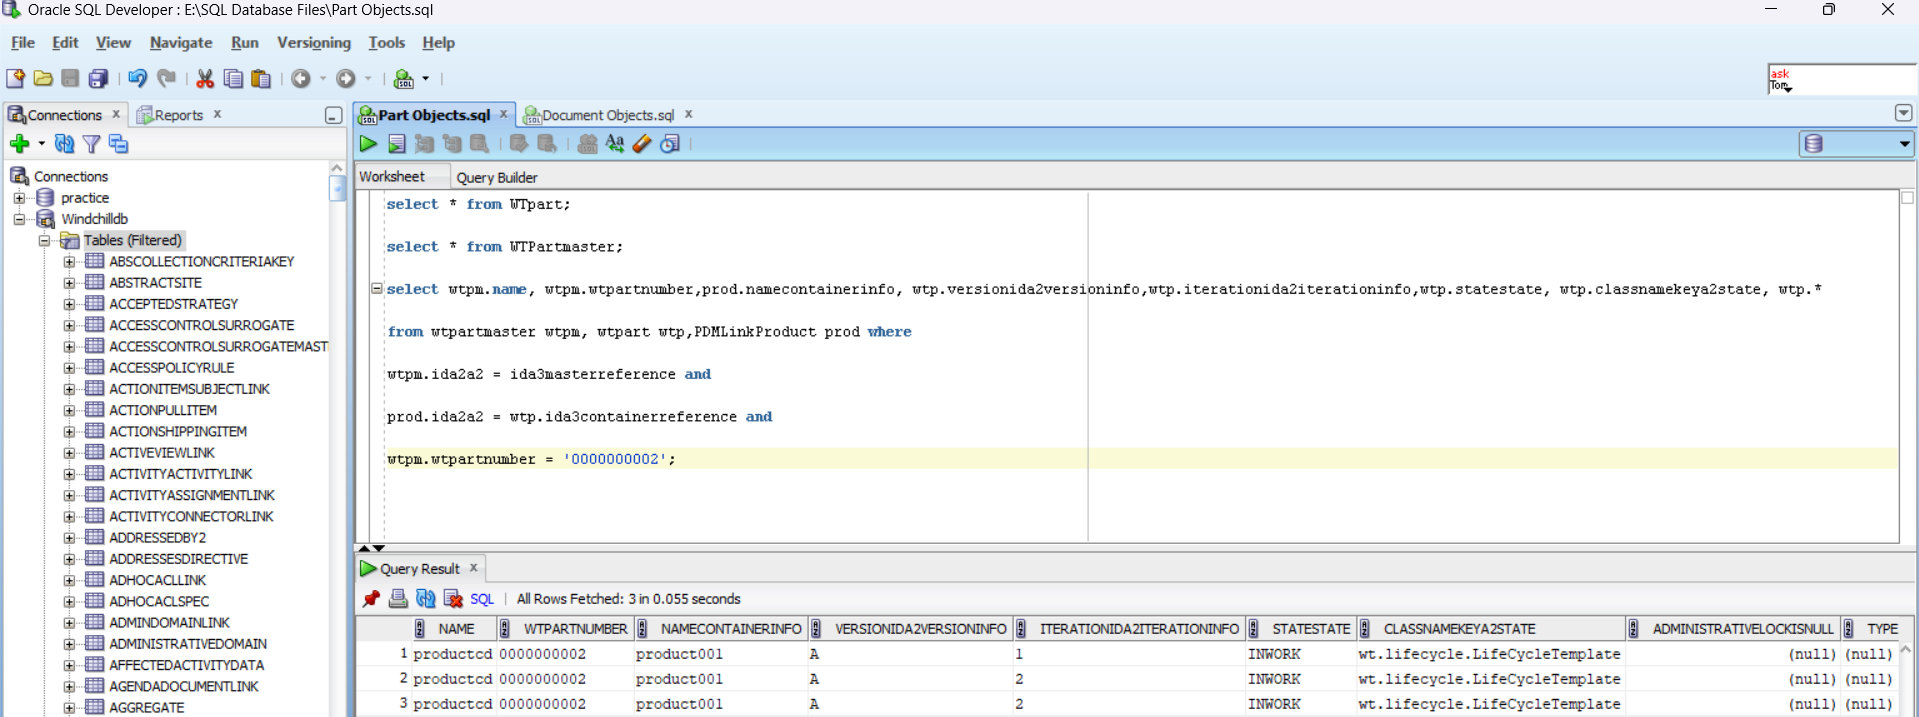 Oracle SQL Developer : E:\SQL Database Files\Part Objects.sql
File Edit View Navigate Run Versioning Tools Help
ask
Tom
Connections x Reports x
Part Objects.sql x Document Objects.sql x
Worksheet Query Builder
Connections
practice
Windchilldb
Tables (Filtered)
ABSCOLLECTIONCRITERIAKEY
ABSTRACTSITE
ACCEPTEDSTRATEGY
ACCESSCONTROLSURROGATE
ACCESSCONTROLSURROGATEMAST
ACCESSPOLICYRULE
ACTIONITEMSUBJECTLINK
ACTIONPULLITEM
ACTIONSHIPPINGITEM
ACTIVEVIEWLINK
ACTIVITYACTIVITYLINK
ACTIVITYASSIGNMENTLINK
ACTIVITYCONNECTORLINK
ADDRESSEDBY2
ADDRESSESDIRECTIVE
ADHOCACLLINK
ADHOCACLSPEC
ADMINDOMAINLINK
ADMINISTRATIVEDOMAIN
AFFECTEDACTIVITYDATA
AGENDADOCUMENTLINK
AGGREGATE
select * from WTpart;
select * from WTPartmaster;
select wtpm.name, wtpm.wtpartnumber,prod.namecontainerinfo, wtp.versionida2versioninfo,wtp.iterationida2iterationinfo,wtp.statestate, wtp.classnamekeya2state, wtp.*
from wtpartmaster wtpm, wtpart wtp,PDMLinkProduct prod where
wtpm.ida2a2 = ida3masterreference and
prod.ida2a2 = wtp.ida3containerreference and
wtpm.wtpartnumber = '0000000002';
Query Result x
SQL | All Rows Fetched: 3 in 0.055 seconds
NAME WTPARTNUMBER NAMECONTAINERINFO VERSIONIDA2VERSIONINFO ITERATIONIDA2ITERATIONINFO STATESTATE CLASSNAMEKEYA2STATE ADMINISTRATIVELOCKISNULL TYPE
1 productcd 0000000002 product001 A 1 INWORK wt.lifecycle.LifeCycleTemplate (null) (null)
2 productcd 0000000002 product001 A 2 INWORK wt.lifecycle.LifeCycleTemplate (null) (null)
3 productcd 0000000002 product001 A 2 INWORK wt.lifecycle.LifeCycleTemplate (null) (null)